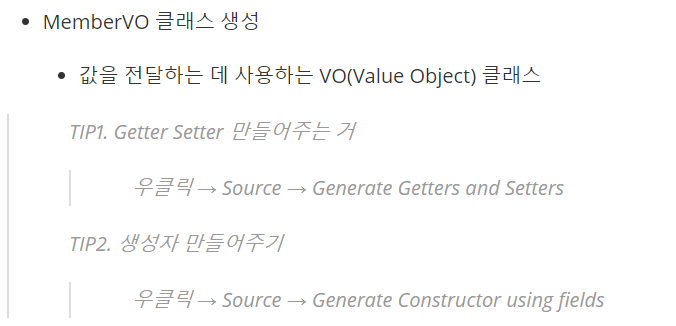 MemberVO 클래스 생성
값을 전달하는 데 사용하는 VO(Value Object) 클래스
TIP1. Getter Setter 만들어주는 거
우클릭 → Source → Generate Getters and Setters
TIP2. 생성자 만들어주기
우클릭 → Source → Generate Constructor using fields